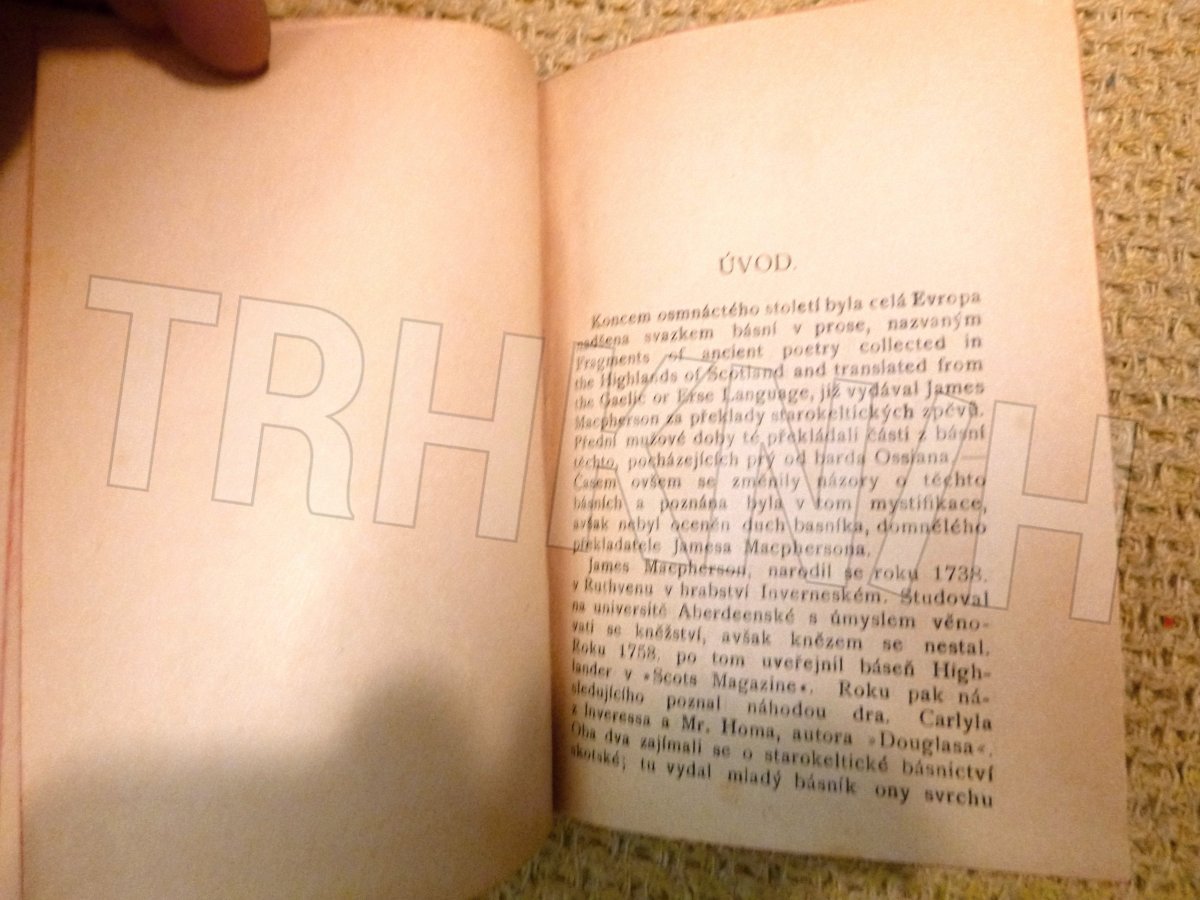 ÚVOD.
Koncem osmnáctého století byla celá Evropa
nadšena svazkem básní v prose, nazvaným
Fragments of ancient poetry collected in
the Highlands of Scotland and translated from
the Gaelic or Erse Language, jiż vydával James
Macpherson za překlady starokeltických zpěvů.
Přední mužové doby té překládali části z básní
těchto, pocházejících prý od barda Ossiana.
Časem ovšem se změnily názory o těchto
básních a poznána byla v tom mystifikace,
avšak nebyl oceněn duch basníka, domnělého
překladatele Jamesa Macphersona.
James Macpherson, narodil se roku 1738.
v Ruthvenu v hrabství Inverneském. Studoval
na universitě Aberdeenské s úmyslem věno-
vati se kněžství, avšak knězem se nestal.
Roku 1758. po tom uveřejnil báseň High-
lander v »Scots Magazine«. Roku pak ná-
sledujícího poznal náhodou dra. Carlyla
z Inveressa a Mr. Homa, autora »Douglasa«.
Oba dva zajímali se o starokeltické básnictví
skotské; tu vydal mladý básník ony svrchu